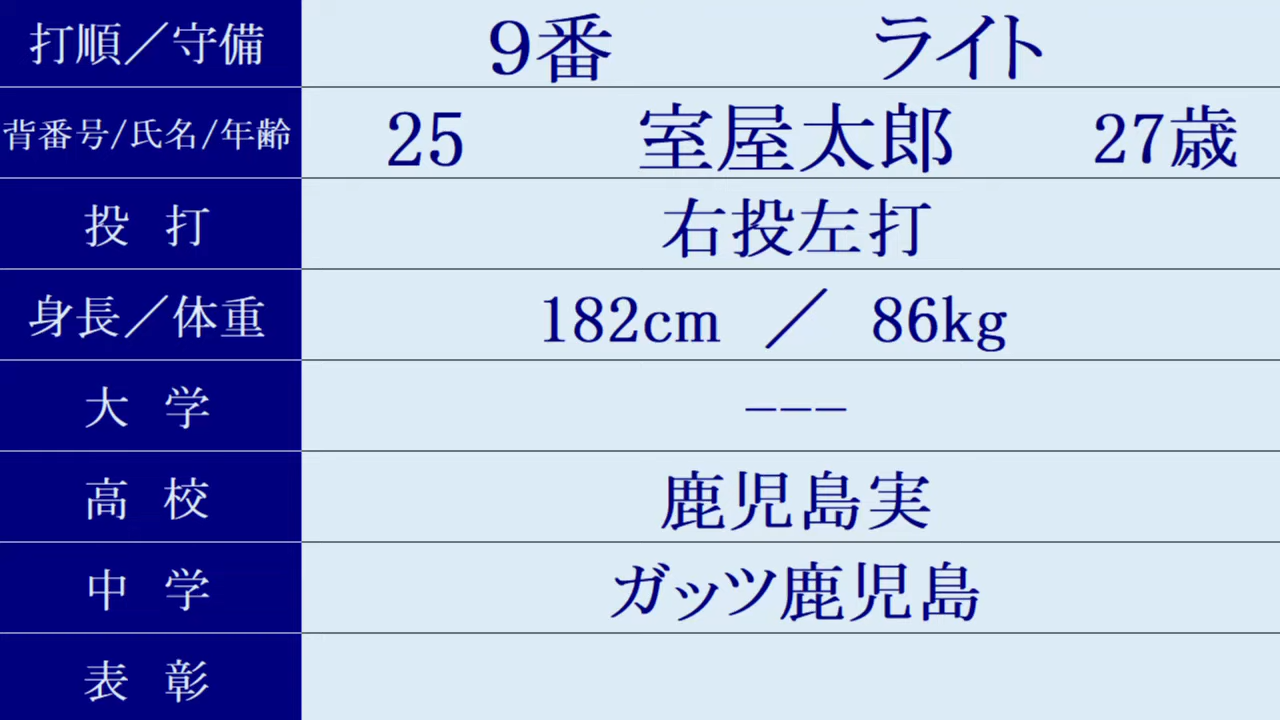 打順／守備 9番 ライト
背番号/氏名/年齢 25 室屋太郎 27歳
投 打 右投左打
身長／体重 182cm ／ 86kg
大 学 −−−
高 校 鹿児島実
中 学 ガッツ鹿児島
表 彰